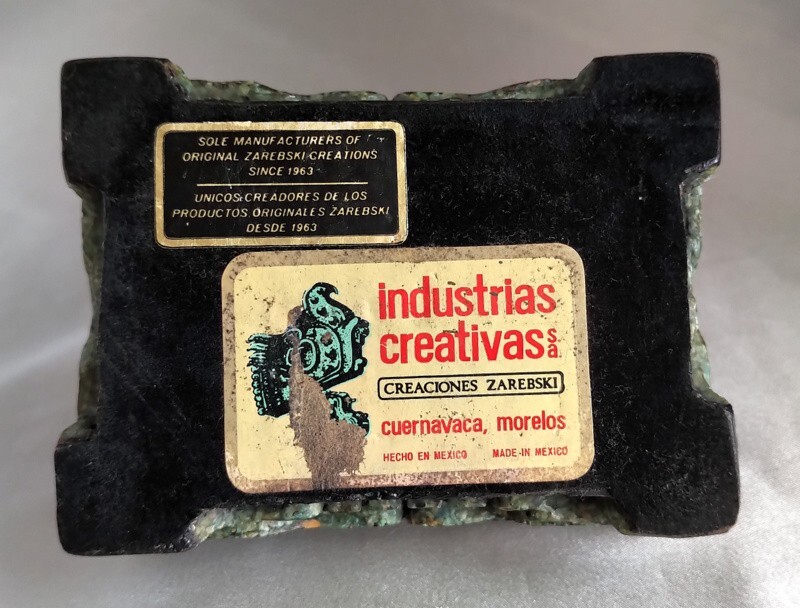 SOLE MANUFACTURERS OF
ORIGINAL ZAREBSKI CREATIONS
SINCE 1963
UNICOS CREADORES DE LOS
PRODUCTOS ORIGINALES ZAREBSKI
DESDE 1963
industrias
creativas s.a.
CREACIONES ZAREBSKI
cuernavaca, morelos
HECHO EN MEXICO MADE-IN MEXICO